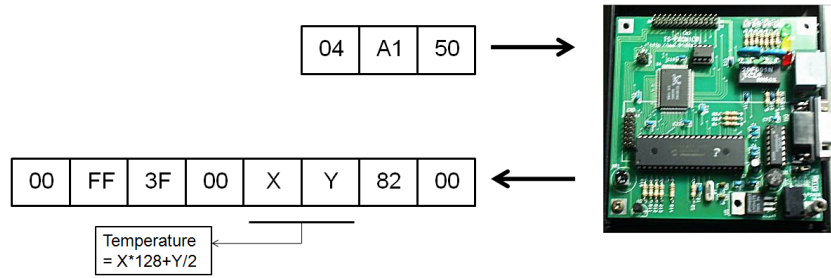 04 A1 50
00 FF 3F 00 X Y 82 00
Temperature
= X*128+Y/2